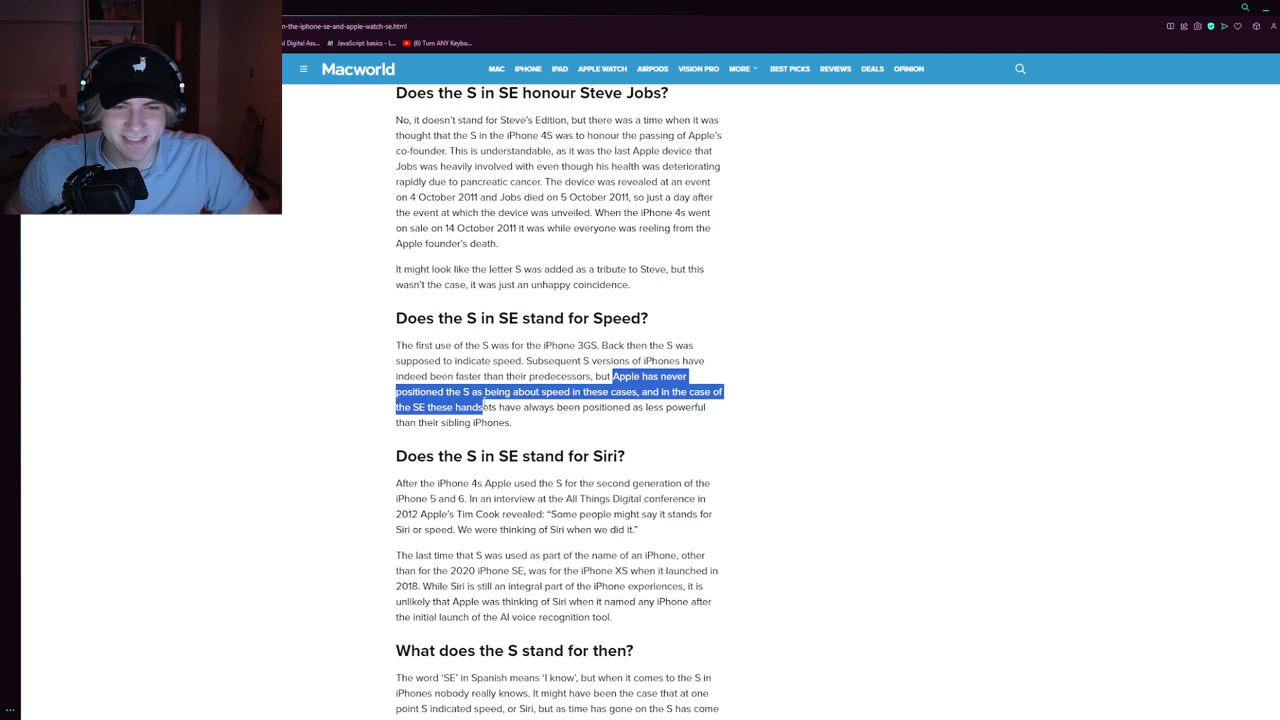 n-the-iphone-se-and-apple-watch-se.html
l Digital Ass...
JavaScript basics - L...
(6) Turn ANY Keybo...
Macworld
MAC IPHONE IPAD APPLE WATCH AIRPODS VISION PRO MORE BEST PICKS REVIEWS DEALS OPINION
Does the S in SE honour Steve Jobs?
No, it doesn’t stand for Steve’s Edition, but there was a time when it was
thought that the S in the iPhone 4S was to honour the passing of Apple’s
co-founder. This is understandable, as it was the last Apple device that
Jobs was heavily involved with even though his health was deteriorating
rapidly due to pancreatic cancer. The device was revealed at an event
on 4 October 2011 and Jobs died on 5 October 2011, so just a day after
the event at which the device was unveiled. When the iPhone 4s went
on sale on 14 October 2011 it was while everyone was reeling from the
Apple founder’s death.
It might look like the letter S was added as a tribute to Steve, but this
wasn’t the case, it was just an unhappy coincidence.
Does the S in SE stand for Speed?
The first use of the S was for the iPhone 3GS. Back then the S was
supposed to indicate speed. Subsequent S versions of iPhones have
indeed been faster than their predecessors, but Apple has never
positioned the S as being about speed in these cases, and in the case of
the SE these handsets have always been positioned as less powerful
than their sibling iPhones.
Does the S in SE stand for Siri?
After the iPhone 4s Apple used the S for the second generation of the
iPhone 5 and 6. In an interview at the All Things Digital conference in
2012 Apple’s Tim Cook revealed: “Some people might say it stands for
Siri or speed. We were thinking of Siri when we did it.”
The last time that S was used as part of the name of an iPhone, other
than for the 2020 iPhone SE, was for the iPhone XS when it launched in
2018. While Siri is still an integral part of the iPhone experiences, it is
unlikely that Apple was thinking of Siri when it named any iPhone after
the initial launch of the AI voice recognition tool.
What does the S stand for then?
The word ‘SE’ in Spanish means ‘I know’, but when it comes to the S in
iPhones nobody really knows. It might have been the case that at one
point S indicated speed, or Siri, but as time has gone on the S has come